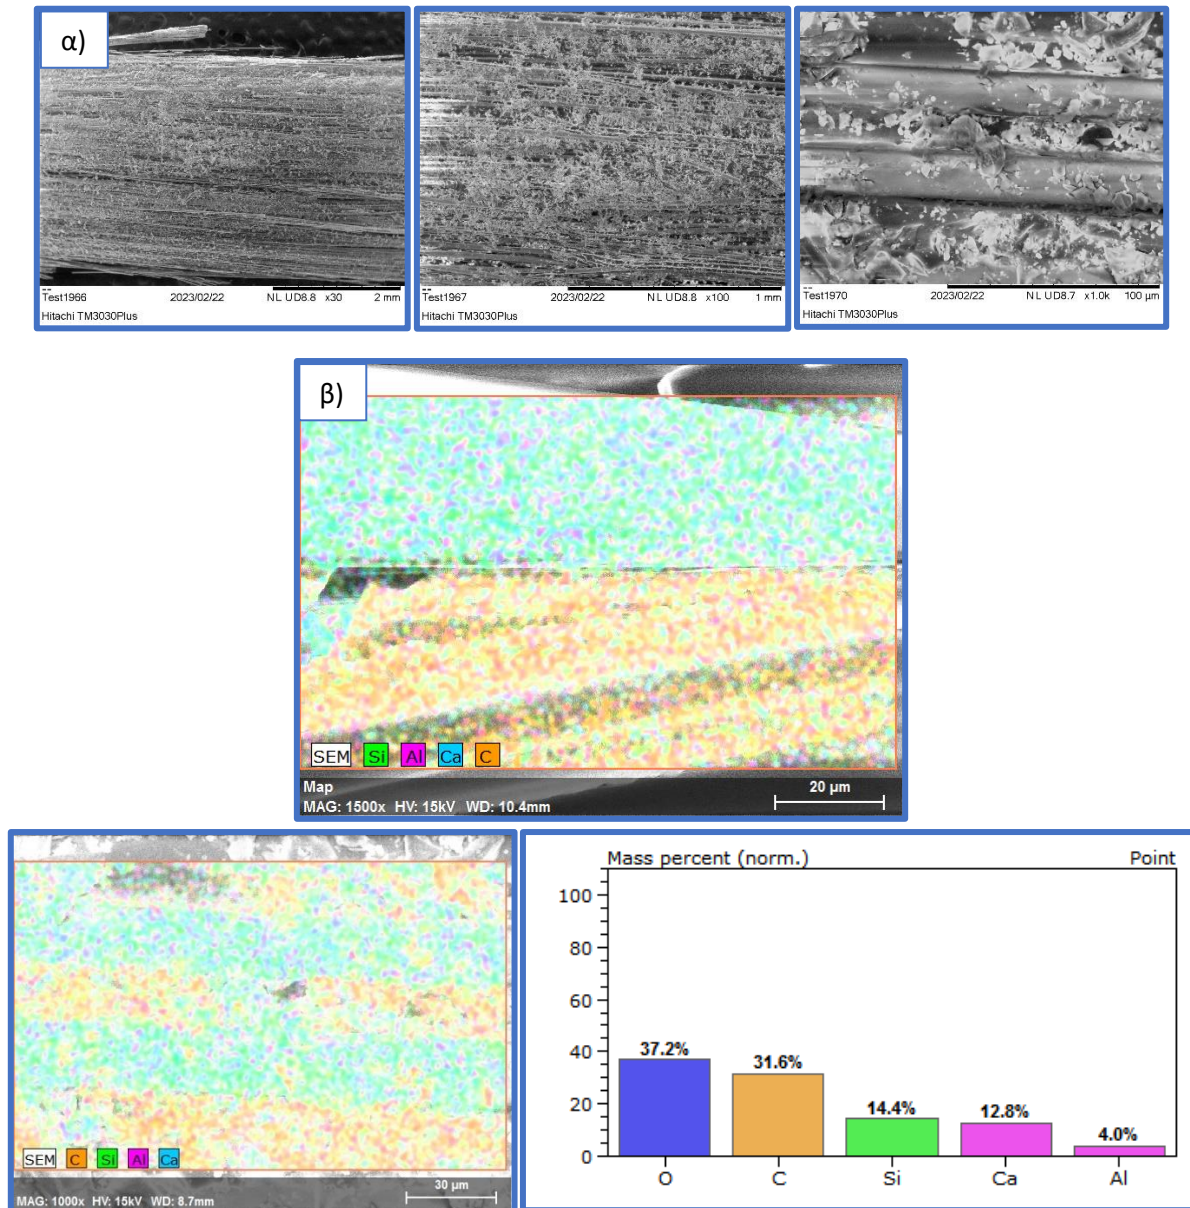 α)
Test1966 2023/02/22 NL UD8.8 x30 2 mm
Hitachi TM3030Plus
Test1967 2023/02/22 NL UD8.8 x100 1 mm
Hitachi TM3030Plus
Test1970 2023/02/22 NL UD8.7 x1.0k 100 µm
Hitachi TM3030Plus
β)
SEM Si Al Ca C
Map
MAG: 1500x HV: 15kV WD: 10.4mm 20 µm
SEM C Si Al Ca
MAG: 1000x HV: 15kV WD: 8.7mm 30 µm
Mass percent (norm.) Point
100
80
60
40
20
0
37.2%
31.6%
14.4%
12.8%
4.0%
O C Si Ca Al